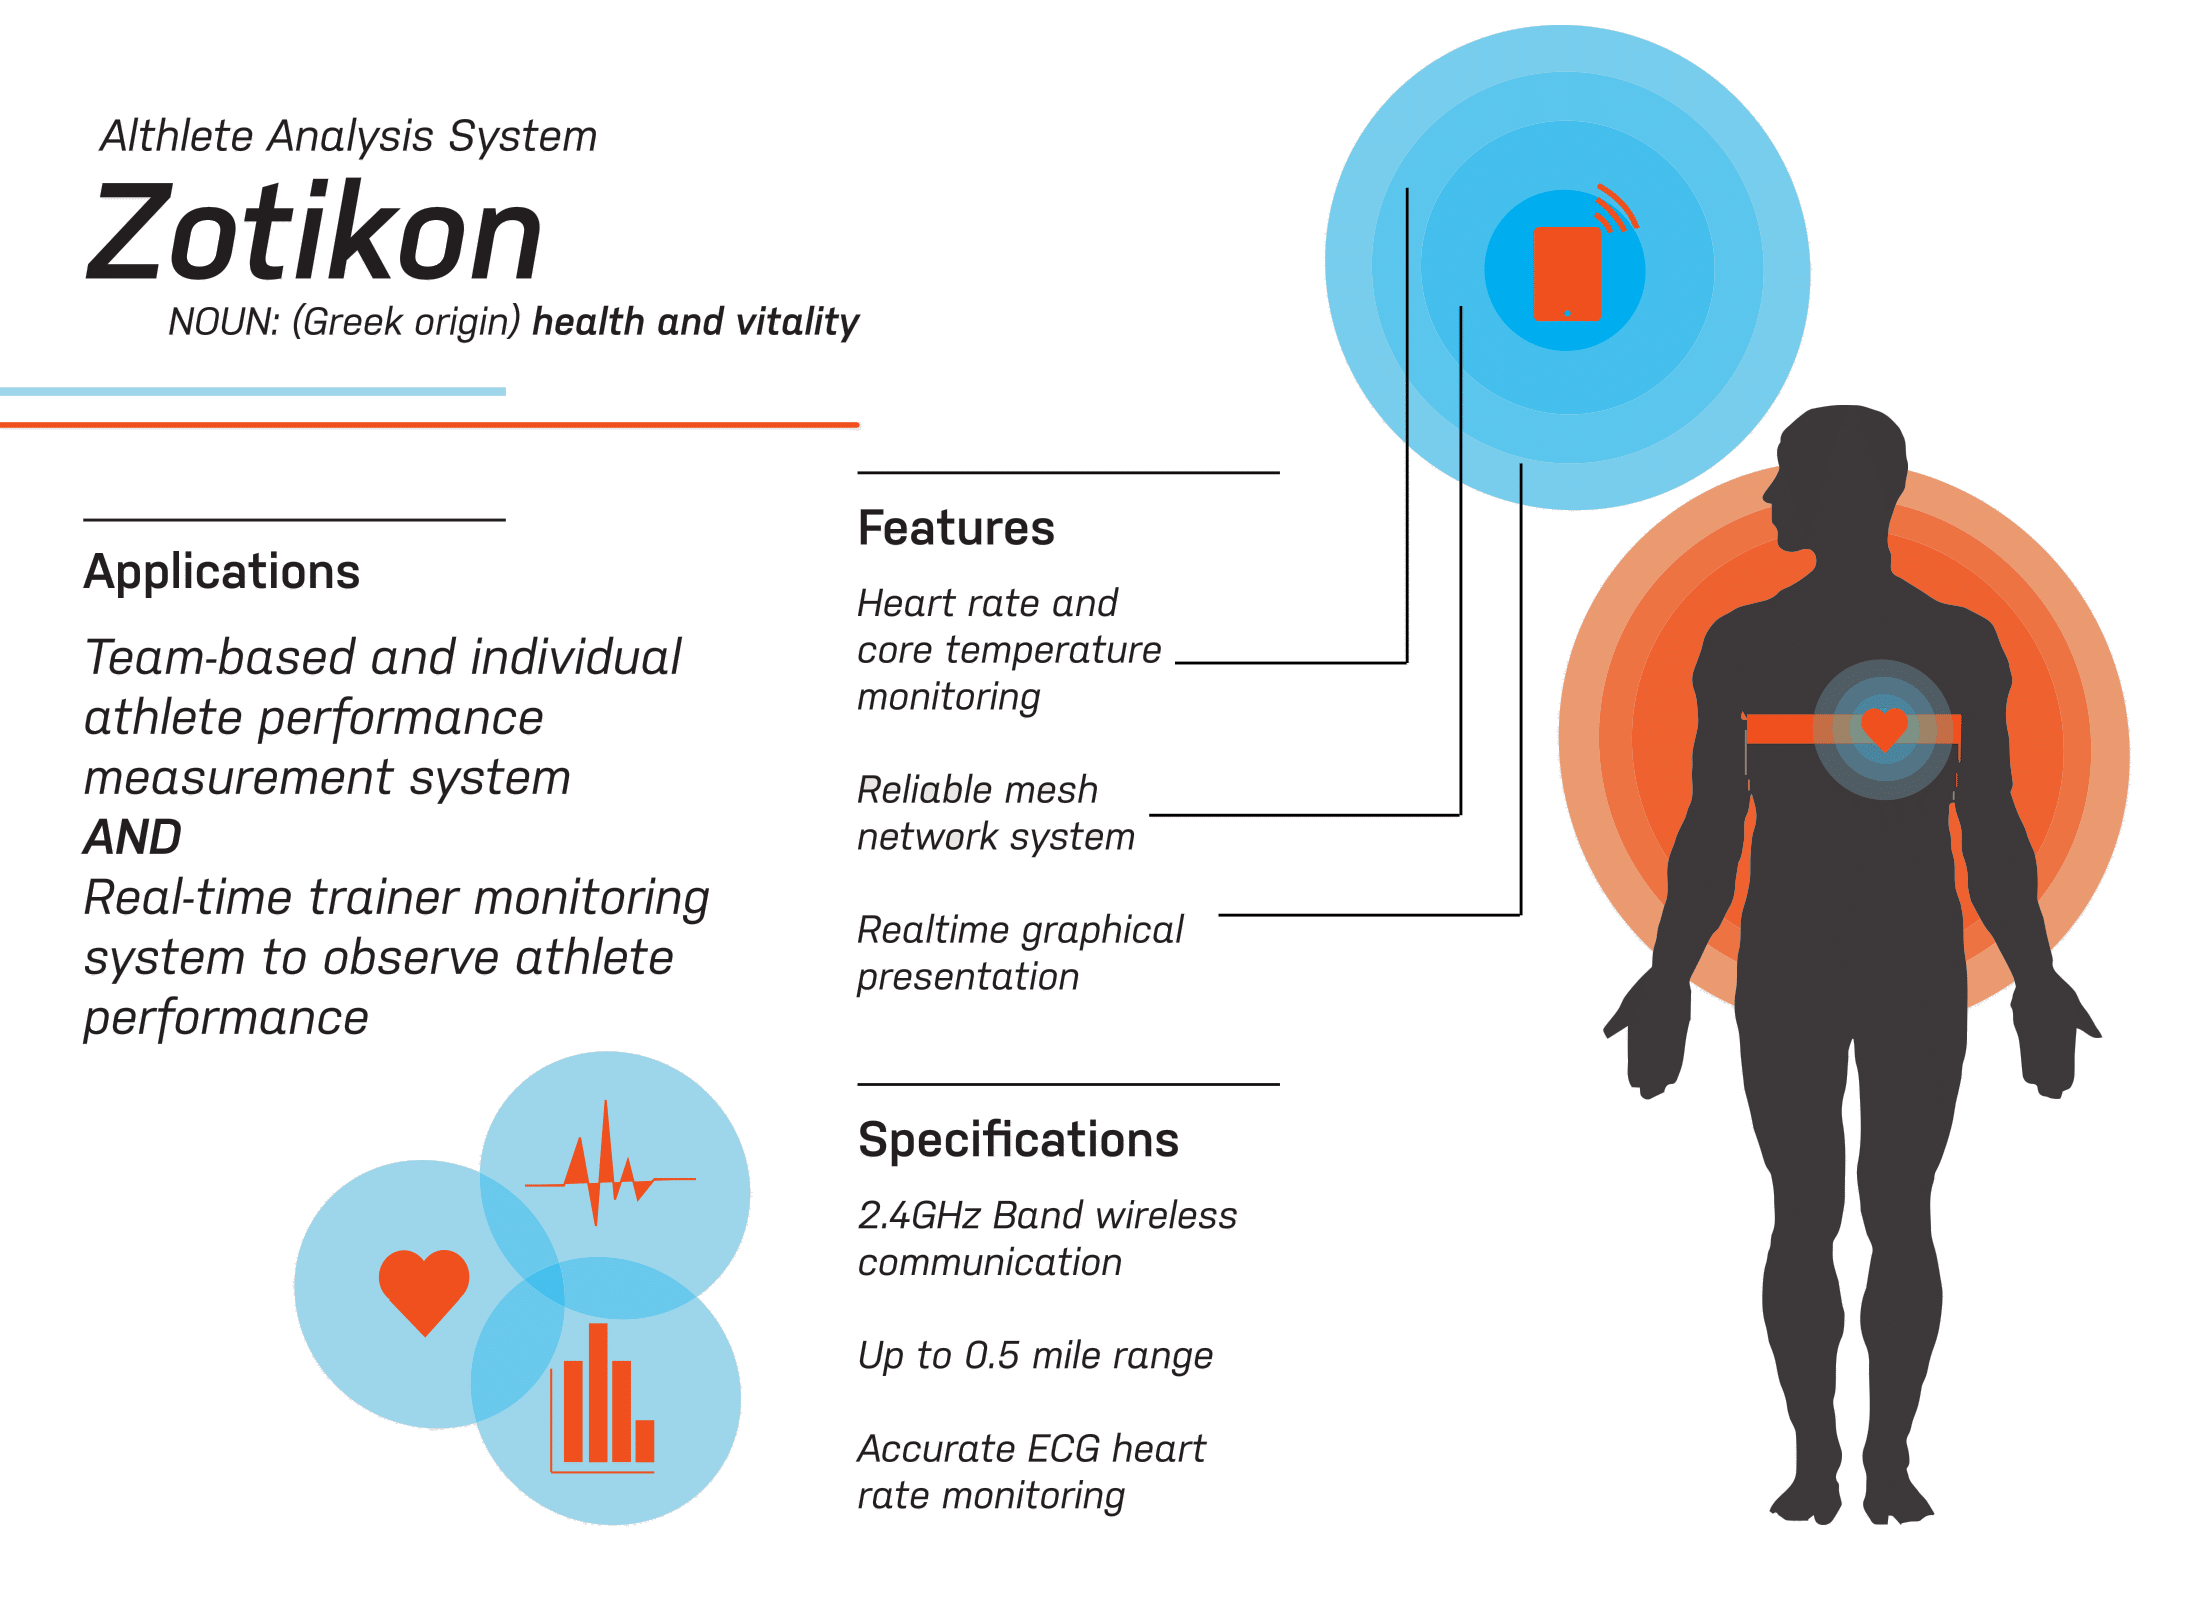 Althlete Analysis System
Zotikon
NOUN: (Greek origin) health and vitality
Applications
Team-based and individual
athlete performance
measurement system
AND
Real-time trainer monitoring
system to observe athlete
performance
Features
Heart rate and
core temperature
monitoring
Reliable mesh
network system
Realtime graphical
presentation
Specifications
2.4GHz Band wireless
communication
Up to 0.5 mile range
Accurate ECG heart
rate monitoring